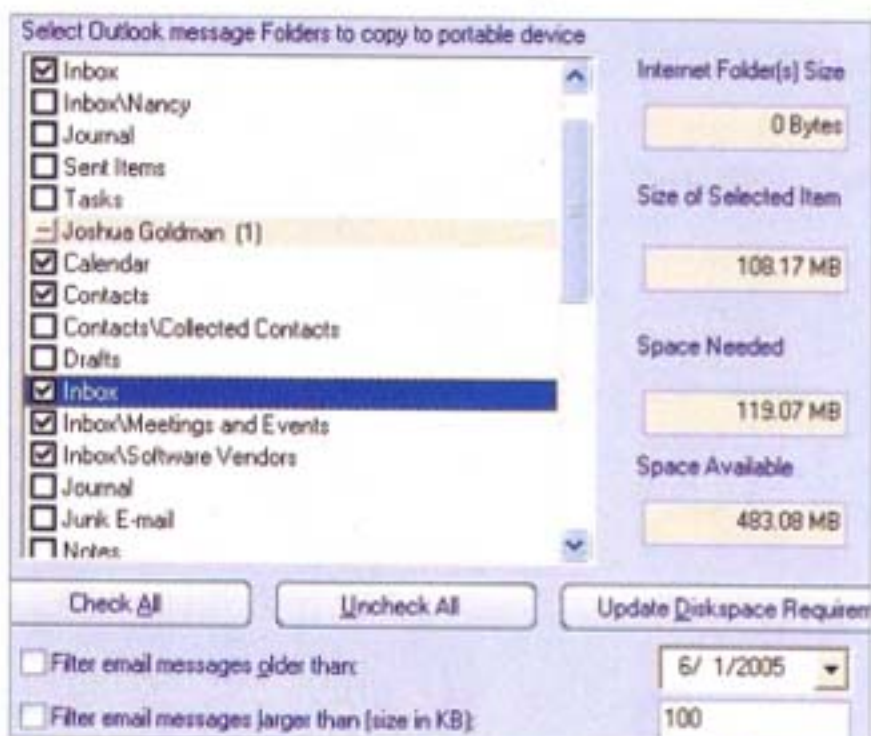 Select Outlook message Folders to copy to portable device
Inbox
Inbox\Nancy
Journal
Sent Items
Tasks
Joshua Goldman (1)
Calendar
Contacts
Contacts\Collected Contacts
Drafts
Inbox
Inbox\Meetings and Events
Inbox\Software Vendors
Journal
Junk E-mail
Notes
Internet Folder(s) Size
0 Bytes
Size of Selected Item
108.17 MB
Space Needed
119.07 MB
Space Available
483.08 MB
Check All
Uncheck All
Update Diskspace Requirem
Filter email messages older than:
6/ 1/2005
Filter email messages larger than (size in KB):
100